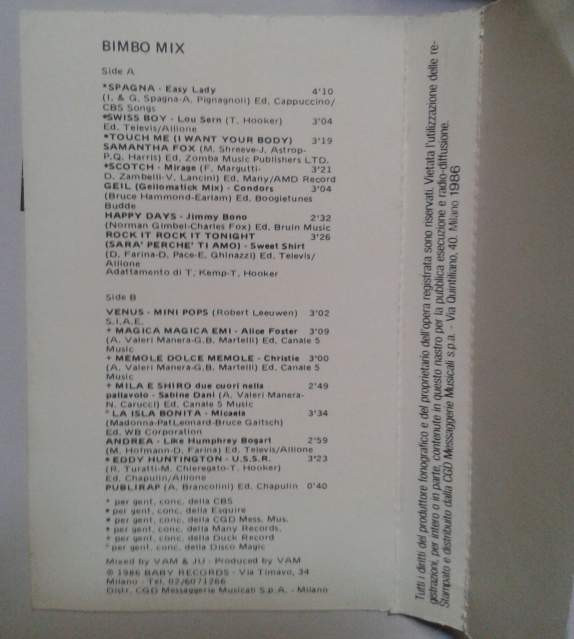 BIMBO MIX
Side A
*SPAGNA - Easy Lady 4'10
(I. & G. Spagna-A. Pignagnoli) Ed. Cappuccino/
CBS Songs
*SWISS BOY - Lou Sern (T. Hooker) 3'04
Ed. Televis/Allione
*TOUCH ME (I WANT YOUR BODY) 3'19
SAMANTHA FOX (M. Shreeve-J. Astrop-
P.Q. Harris) Ed. Zomba Music Publishers LTD.
*SCOTCH - Mirage (F. Margutti- 3'21
D. Zambelli-V. Lancini) Ed. Many/AMD Record
GEIL (Geilomatick Mix) - Condors 3'04
(Bruce Hammond-Earlam) Ed. Boogietunes
Budde
HAPPY DAYS - Jimmy Bono 2'32
(Norman Gimbel-Charles Fox) Ed. Bruin Music
ROCK IT ROCK IT TONIGHT 3'26
(SARA' PERCHE' TI AMO) - Sweet Shirt
(D. Farina-D. Pace-E. Ghinazzi) Ed. Televis/
Allione
Adattamento di T. Kemp-T. Hooker
Side B
VENUS - MINI POPS (Robert Leeuwen) 3'02
S.I.A.E.
+ MAGICA MAGICA EMI - Alice Foster 3'09
(A. Valeri Manera-G.B. Martelli) Ed. Canale 5
Music
+ MEMOLE DOLCE MEMOLE - Christie 3'00
(A. Valeri Manera-G.B. Martelli) Ed. Canale 5
Music
+ MILA E SHIRO due cuori nella 2'49
pallavolo - Sabine Dani (A. Valeri Manera-
N. Carucci) Ed. Canale 5 Music
° LA ISLA BONITA - Micaela 3'34
(Madonna-Pat.Leonard-Bruce Gaitsch)
Ed. WB Corporation
ANDREA - Like Humphrey Bogart 2'59
(M. Hofmann-D. Farina) Ed. Televis/Allione
*EDDY HUNTINGTON - U.S.S.R. 3'23
(R. Turatti-M. Chieregato-T. Hooker)
Ed. Chapulin/Allione
PUBLIRAP (A. Brancolini) Ed. Chapulin 0'40
* per gent. conc. della CBS
* per gent. conc. della Esquire
* per gent. conc. della CGD Mess. Mus.
* per gent. conc. della Many Records.
+ per gent. conc. della Duck Record
° per gent. conc. della Disco Magic
Mixed by VAM & JU - Produced by VAM
© 1986 BABY RECORDS - Via Timavo, 34
Milano - Tel. 02/6071266
Distr. CGD Messaggerie Musicali S.p.A. - Milano
Tutti i diritti del produttore fonografico e del proprietario dell'opera registrata sono riservati. Vietata l'utilizzazione delle re-
gistrazioni, per intero o in parte, contenute in questo nastro per la pubblica esecuzione e radio-diffusione.
Stampato e distribuito dalla CGD Messaggerie Musicali s.p.a. - Via Quintiliano, 40. Milano 1986